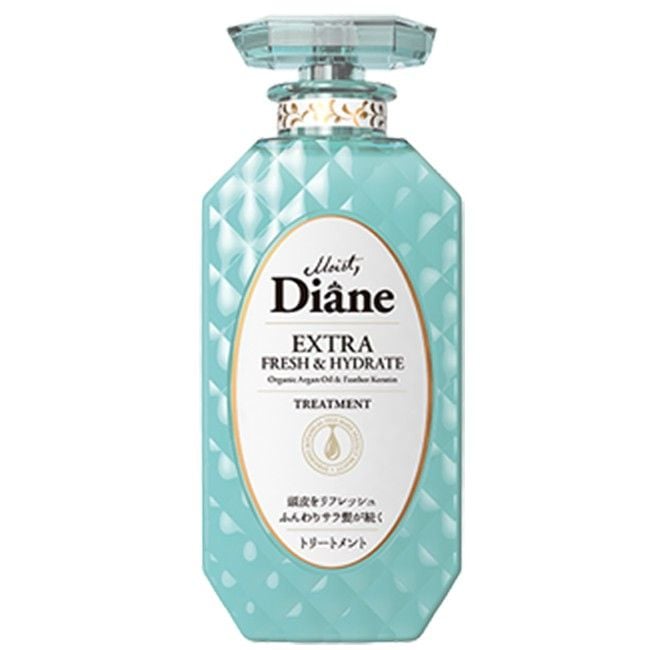 Moist,
Diâne
EXTRA
FRESH & HYDRATE
Organic Argan Oil & Feather Keratin
TREATMENT
頭皮をリフレッシュ
ふんわりサラ髪が続く
トリートメント